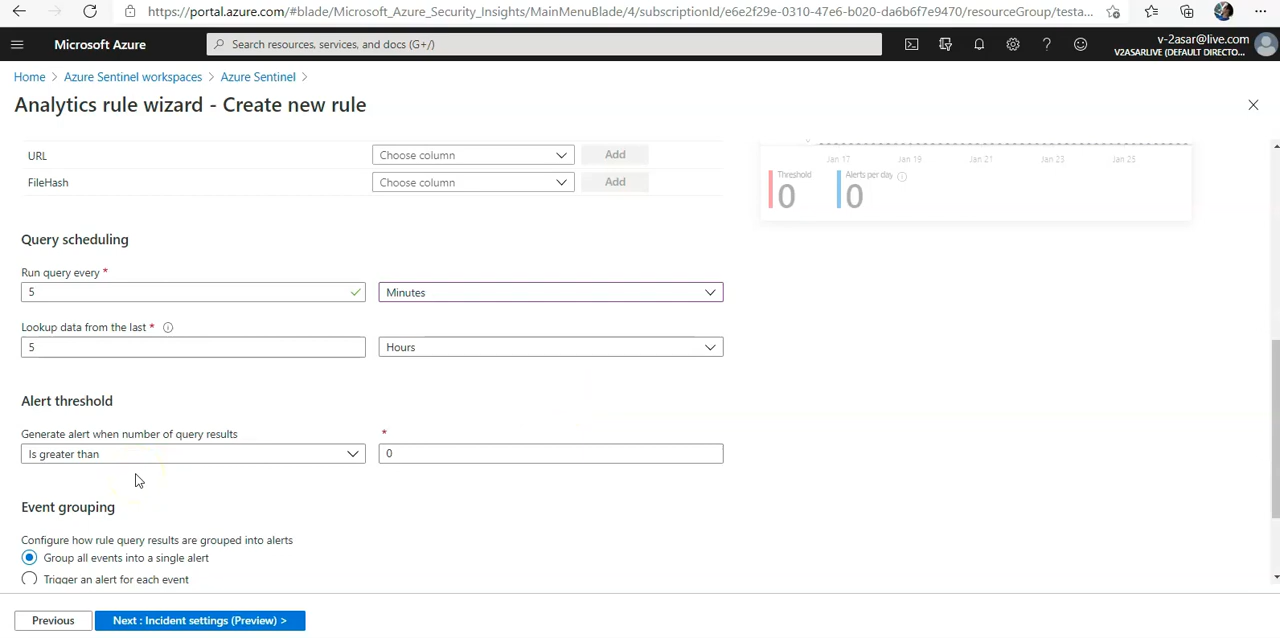 https://portal.azure.com/#blade/Microsoft_Azure_Security_Insights/MainMenuBlade/4/subscriptionId/e6e2f29e-0310-47e6-b020-da6b6f7e9470/resourceGroup/testa...
Microsoft Azure
Search resources, services, and docs (G+/)
v-2asar@live.com
V2ASARLIVE (DEFAULT DIRECTO...
Home > Azure Sentinel workspaces > Azure Sentinel >
Analytics rule wizard - Create new rule
URL Choose column Add
FileHash Choose column Add
Jan 17 Jan 19 Jan 21 Jan 23 Jan 25
Threshold Alerts per day
0 0
Query scheduling
Run query every *
5 Minutes
Lookup data from the last *
5 Hours
Alert threshold
Generate alert when number of query results *
Is greater than 0
Event grouping
Configure how rule query results are grouped into alerts
Group all events into a single alert
Trigger an alert for each event
Previous Next : Incident settings (Preview) >